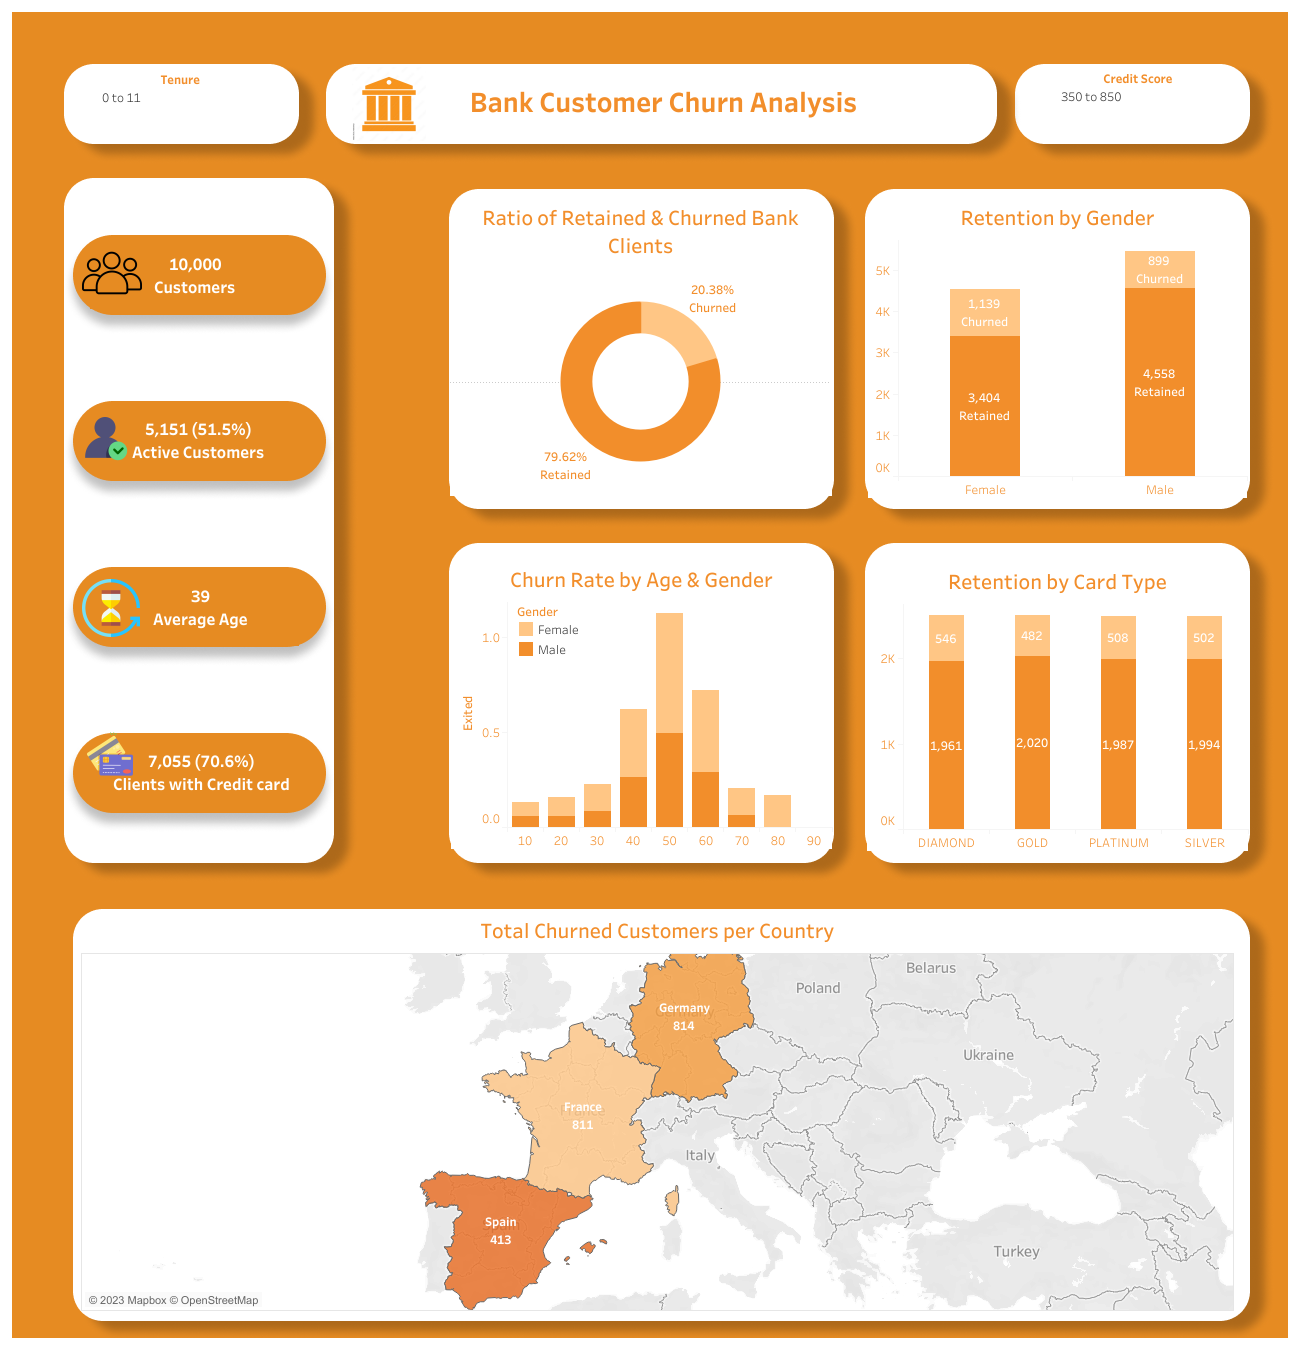 Tenure
0 to 11
Bank Customer Churn Analysis
Credit Score
350 to 850
10,000
Customers
5,151 (51.5%)
Active Customers
39
Average Age
7,055 (70.6%)
Clients with Credit card
Ratio of Retained & Churned Bank
Clients
20.38%
Churned
79.62%
Retained
Retention by Gender
5K
4K
3K
2K
1K
0K
1,139
Churned
3,404
Retained
899
Churned
4,558
Retained
Female
Male
Churn Rate by Age & Gender
Gender
Female
Male
Exited
1.0
0.5
0.0
10 20 30 40 50 60 70 80 90
Retention by Card Type
2K
1K
0K
546 482 508 502
1,961 2,020 1,987 1,994
DIAMOND GOLD PLATINUM SILVER
Total Churned Customers per Country
Belarus
Poland
Germany
814
Ukraine
France
811
Italy
Spain
413
Turkey
© 2023 Mapbox © OpenStreetMap